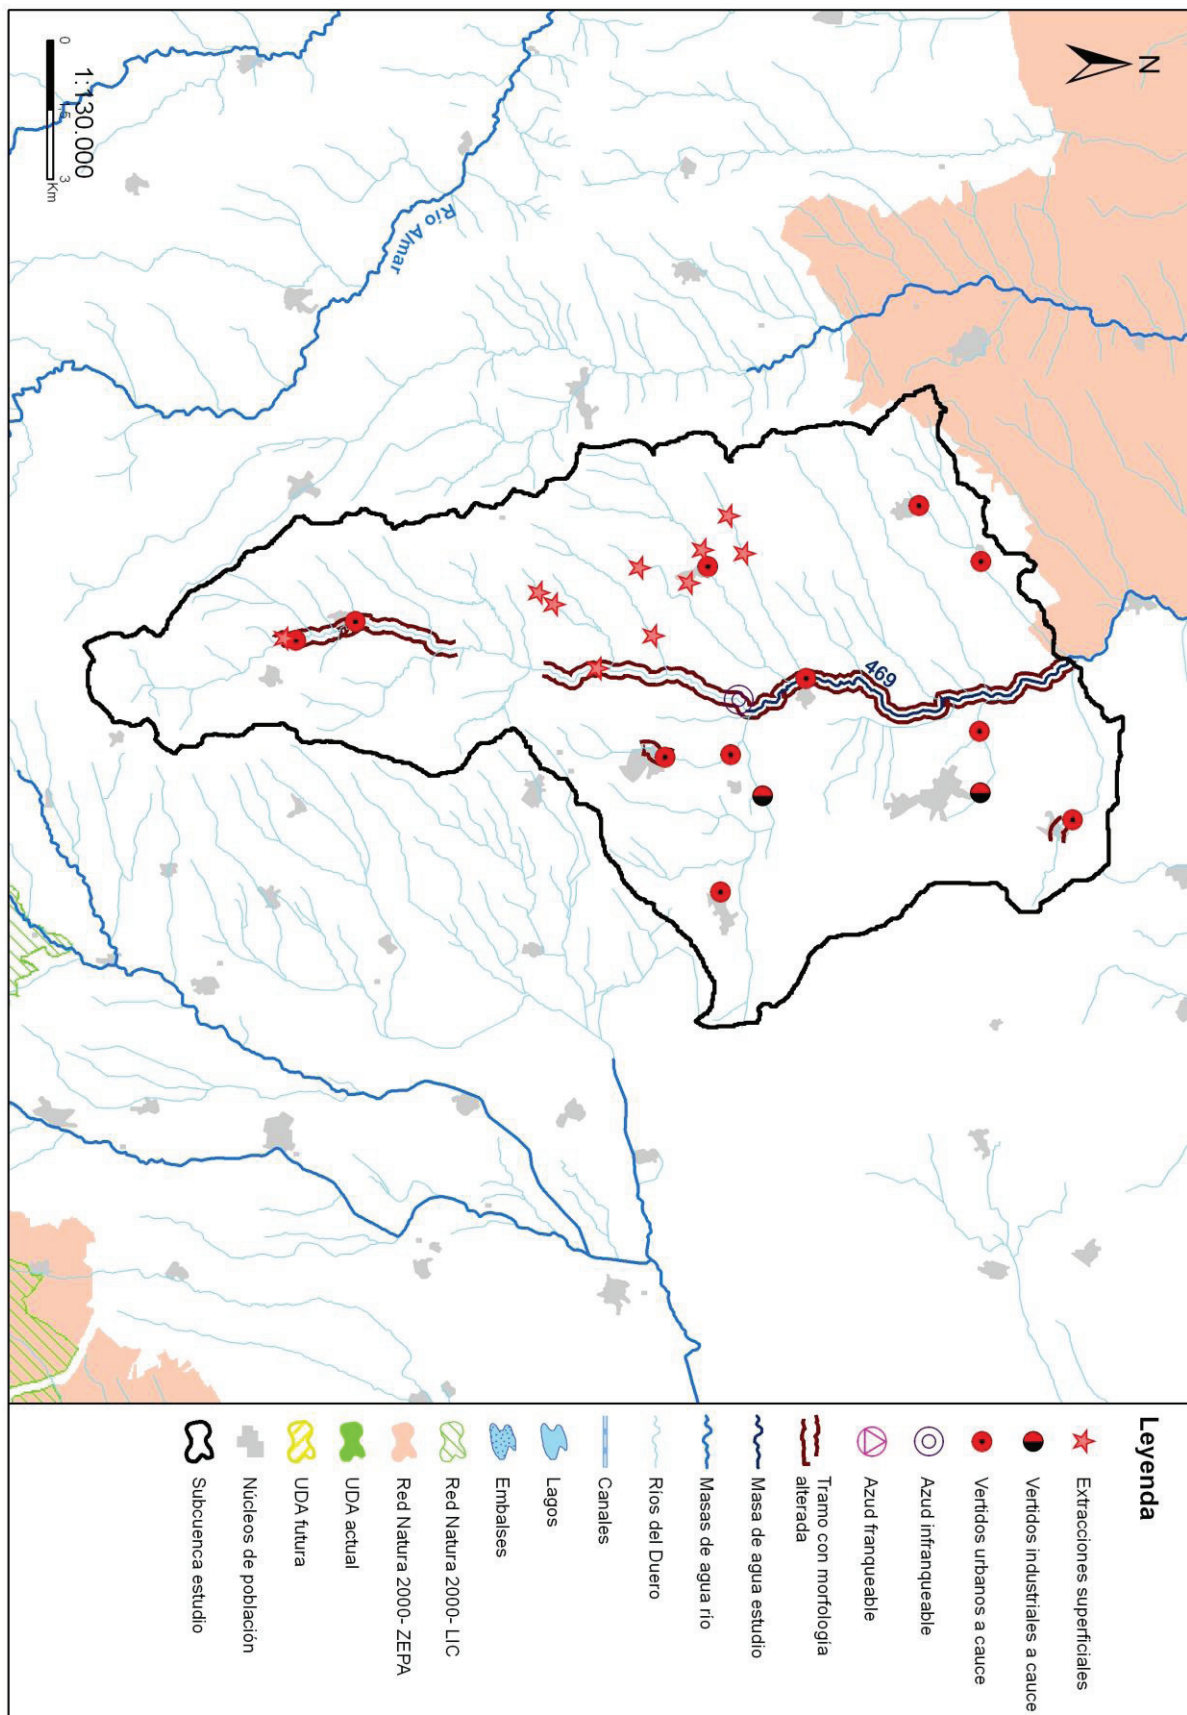 N
0
1,5
3
Km
1:130.000
Río Almar
469
Leyenda
Extracciones superficiales
Vertidos industriales a cauce
Vertidos urbanos a cauce
Azud infranqueable
Azud franqueable
Tramo con morfología
alterada
Masa de agua estudio
Masas de agua río
Ríos del Duero
Canales
Lagos
Embalses
Red Natura 2000- LIC
Red Natura 2000- ZEPA
UDA actual
UDA futura
Núcleos de población
Subcuenca estudio